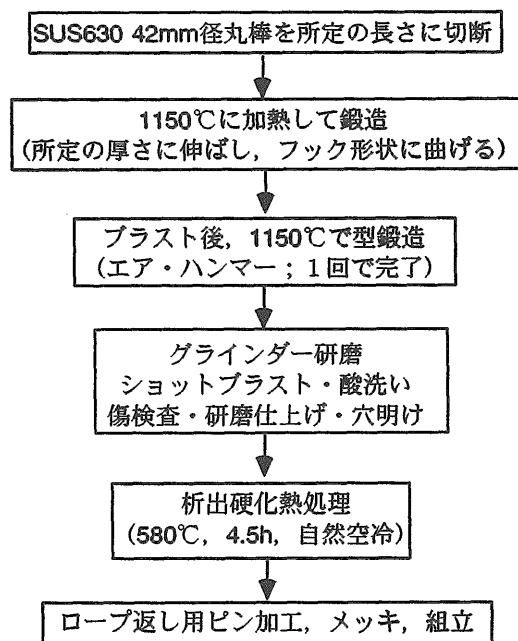 SUS630 42mm径丸棒を所定の長さに切断
1150℃に加熱して鍛造
(所定の厚さに伸ばし，フック形状に曲げる)
ブラスト後，1150℃で型鍛造
(エア・ハンマー；1回で完了)
グラインダー研磨
ショットブラスト・酸洗い
傷検査・研磨仕上げ・穴明け
析出硬化熱処理
(580℃，4.5h，自然空冷)
ロープ返し用ピン加工，メッキ，組立